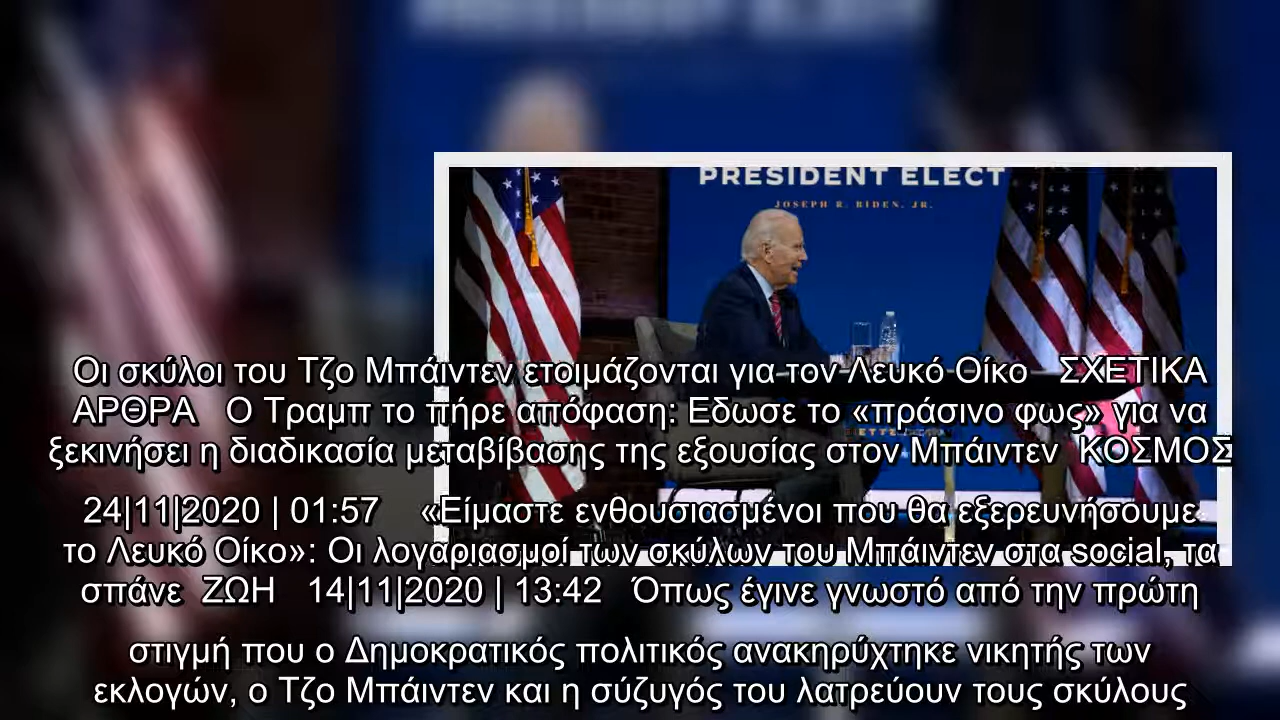 PRESIDENT ELECT
JOSEPH R. BIDEN, JR.
Οι σκύλοι του Τζο Μπάιντεν ετοιμάζονται για τον Λευκό Οίκο ΣΧΕΤΙΚΑ
ΑΡΘΡΑ Ο Τραμπ το πήρε απόφαση: Εδωσε το «πράσινο φως» για να
ξεκινήσει η διαδικασία μεταβίβασης της εξουσίας στον Μπάιντεν ΚΟΣΜΟΣ
24|11|2020 | 01:57 «Είμαστε ενθουσιασμένοι που θα εξερευνήσουμε
το Λευκό Οίκο»: Οι λογαριασμοί των σκύλων του Μπάιντεν στα social, τα
σπάνε ΖΩΗ 14|11|2020 | 13:42 Όπως έγινε γνωστό από την πρώτη
στιγμή που ο Δημοκρατικός πολιτικός ανακηρύχτηκε νικητής των
εκλογών, ο Τζο Μπάιντεν και η σύζυγός του λατρεύουν τους σκύλους